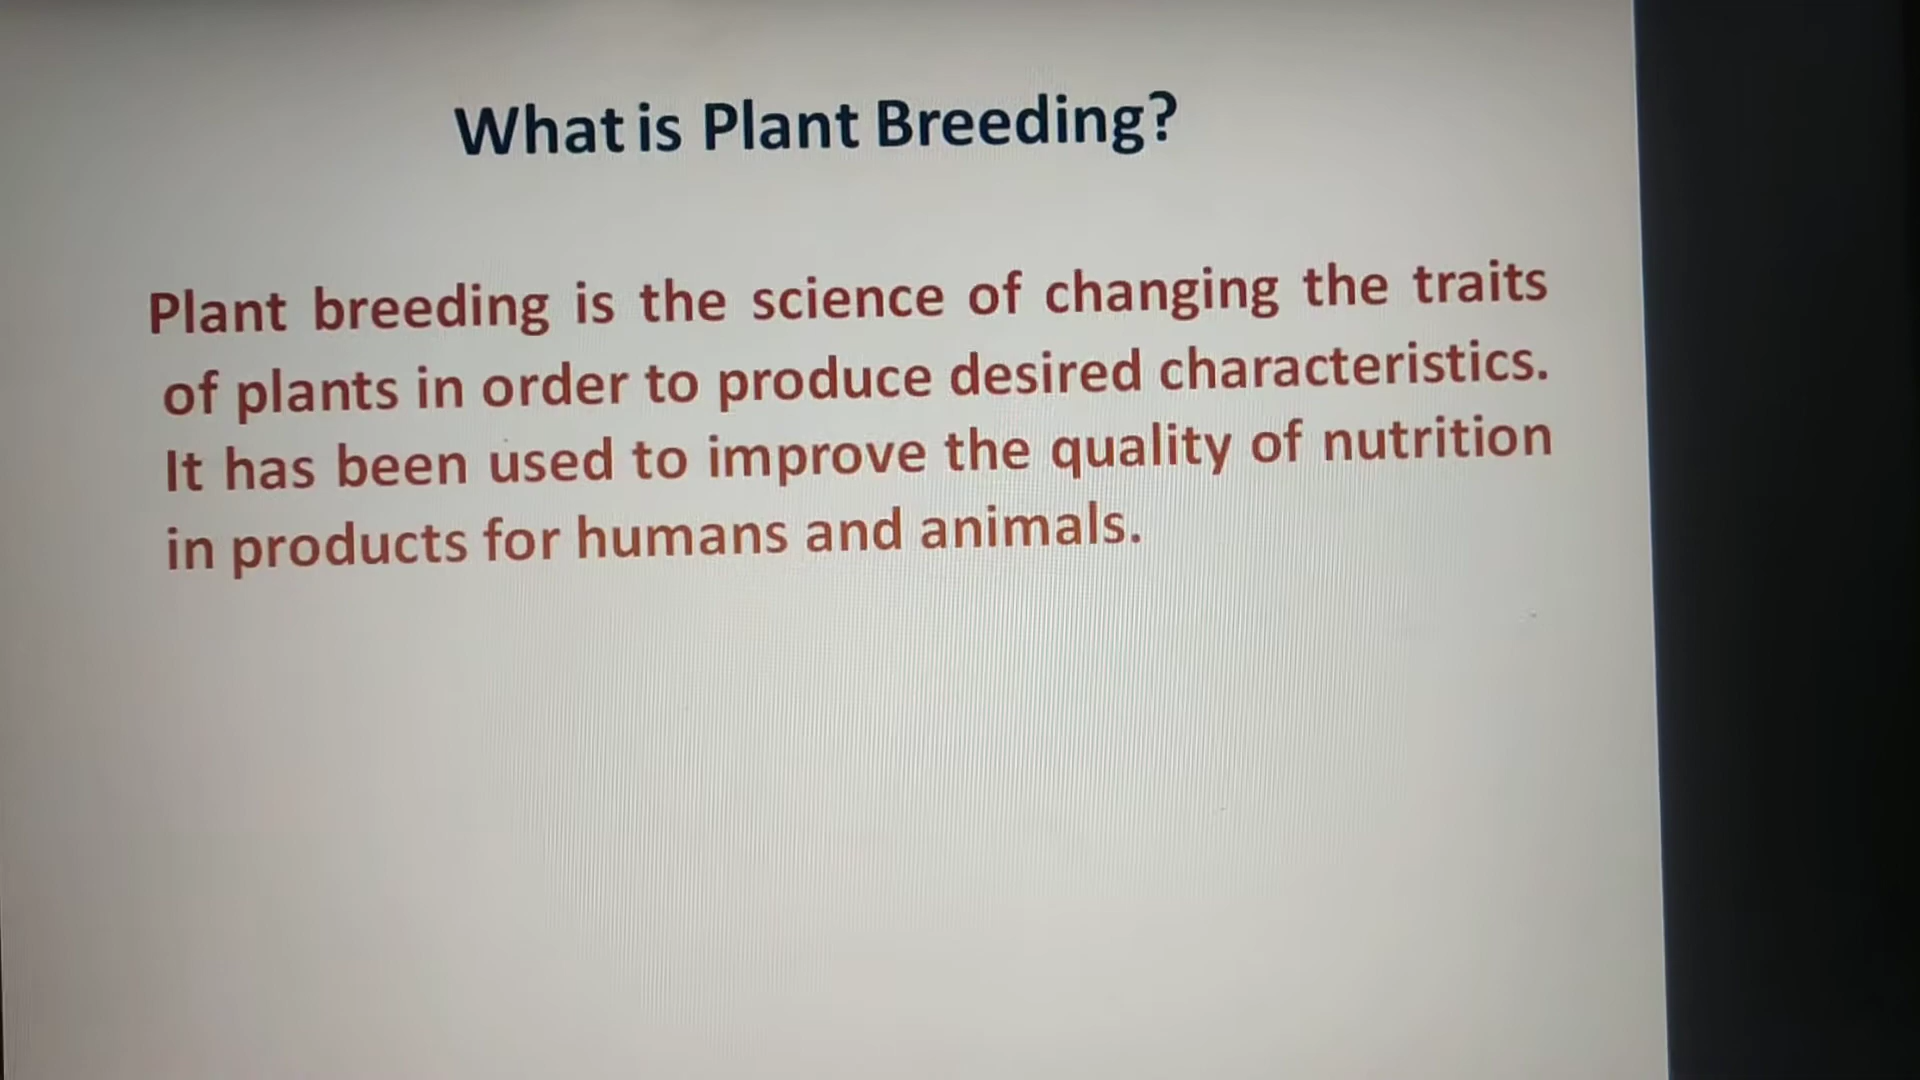 What is Plant Breeding?
Plant breeding is the science of changing the traits
of plants in order to produce desired characteristics.
It has been used to improve the quality of nutrition
in products for humans and animals.